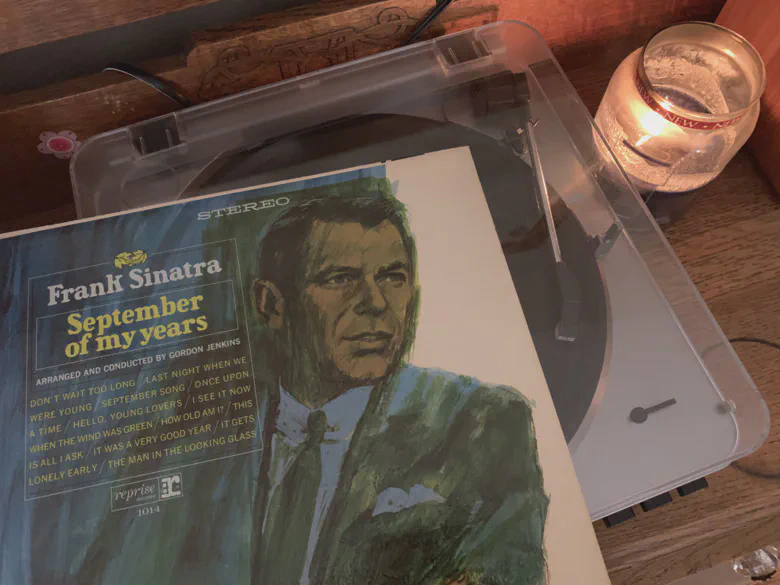 STEREO
Frank Sinatra
September
of my years
ARRANGED AND CONDUCTED BY GORDON JENKINS
DON'T WAIT TOO LONG / LAST NIGHT WHEN WE
WERE YOUNG / SEPTEMBER SONG / ONCE UPON
A TIME / HELLO, YOUNG LOVERS / I SEE IT NOW
WHEN THE WIND WAS GREEN / HOW OLD AM I? / THIS
IS ALL I ASK / IT WAS A VERY GOOD YEAR / IT GETS
LONELY EARLY / THE MAN IN THE LOOKING GLASS
reprise
1014
NEW